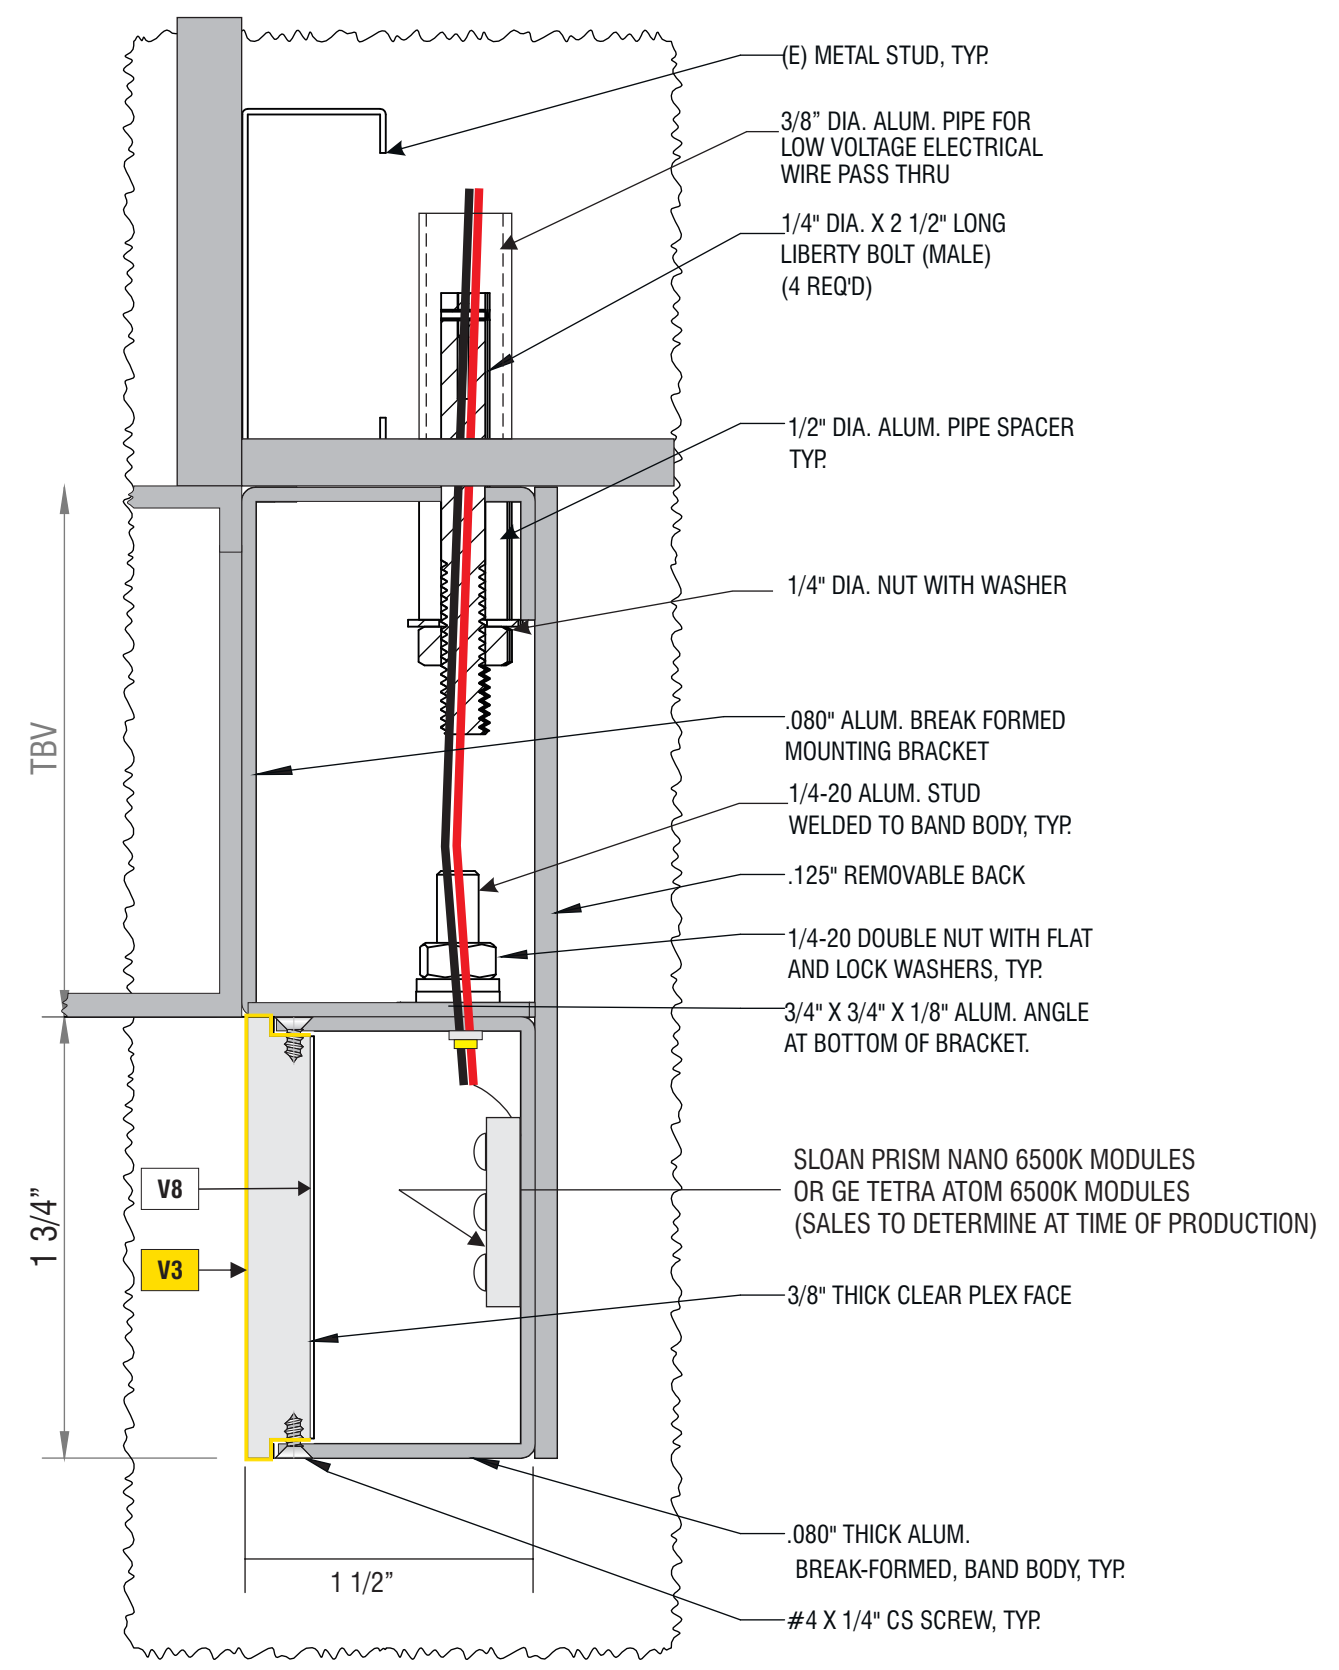 (E) METAL STUD, TYP.
3/8” DIA. ALUM. PIPE FOR
LOW VOLTAGE ELECTRICAL
WIRE PASS THRU
1/4" DIA. X 2 1/2" LONG
LIBERTY BOLT (MALE)
(4 REQ'D)
1/2" DIA. ALUM. PIPE SPACER
TYP.
1/4" DIA. NUT WITH WASHER
.080" ALUM. BREAK FORMED
MOUNTING BRACKET
TBV
1/4-20 ALUM. STUD
WELDED TO BAND BODY, TYP.
.125" REMOVABLE BACK
1/4-20 DOUBLE NUT WITH FLAT
AND LOCK WASHERS, TYP.
3/4" X 3/4" X 1/8" ALUM. ANGLE
AT BOTTOM OF BRACKET.
SLOAN PRISM NANO 6500K MODULES
OR GE TETRA ATOM 6500K MODULES
(SALES TO DETERMINE AT TIME OF PRODUCTION)
V8
1 3/4”
V3
3/8" THICK CLEAR PLEX FACE
.080" THICK ALUM.
BREAK-FORMED, BAND BODY, TYP.
1 1/2”
#4 X 1/4" CS SCREW, TYP.